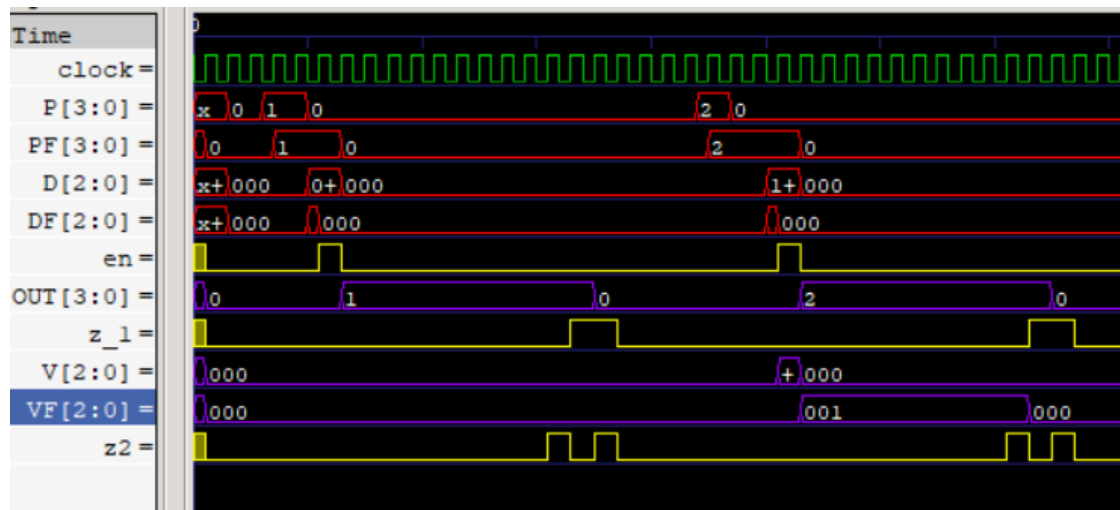 Time 0
clock=
P[3:0] = x 0 1 0 2 0
PF[3:0] = 0 1 0 2 0
D[2:0] = x+ 000 0+ 000 1+ 000
DF[2:0] = x+ 000 000 000
en=
OUT[3:0] = 0 1 0 2 0
z_1=
V[2:0] = 000 + 000
VF[2:0] = 000 001 000
z2=